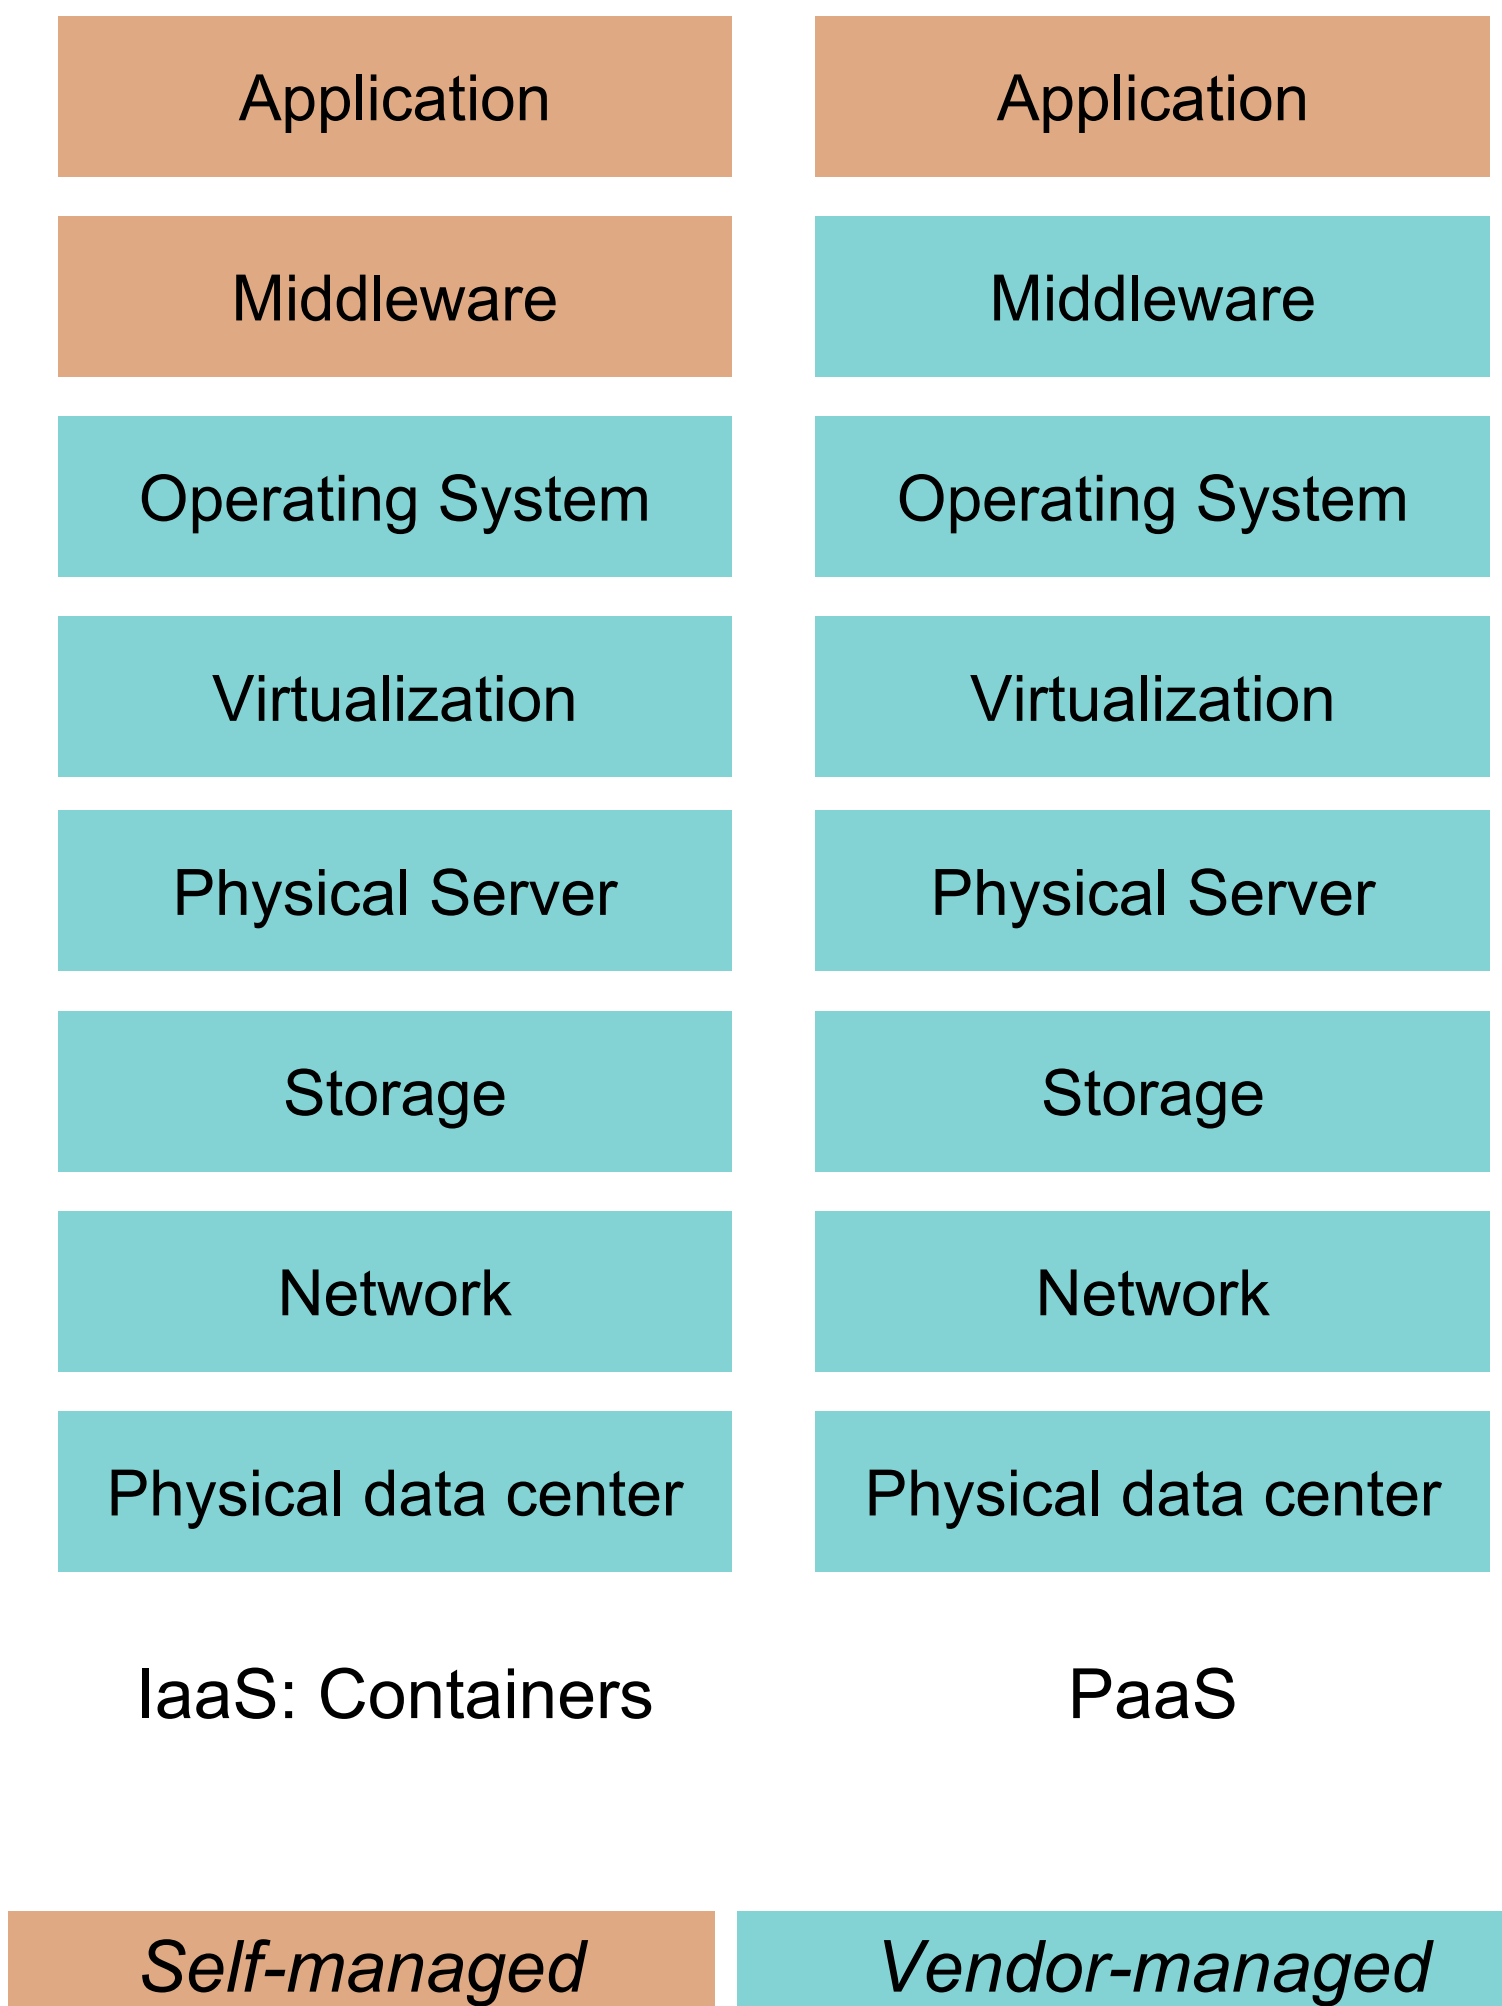 Application
Middleware
Operating System
Virtualization
Physical Server
Storage
Network
Physical data center
IaaS: Containers
Application
Middleware
Operating System
Virtualization
Physical Server
Storage
Network
Physical data center
PaaS
Self-managed
Vendor-managed